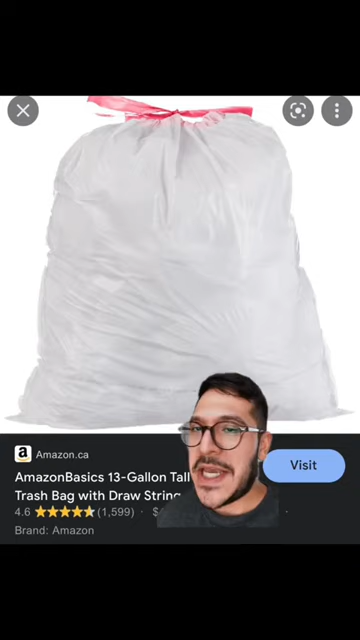 a Amazon.ca
AmazonBasics 13-Gallon Tall
Trash Bag with Draw String
4.6 (1,599) · $
Brand: Amazon
Visit